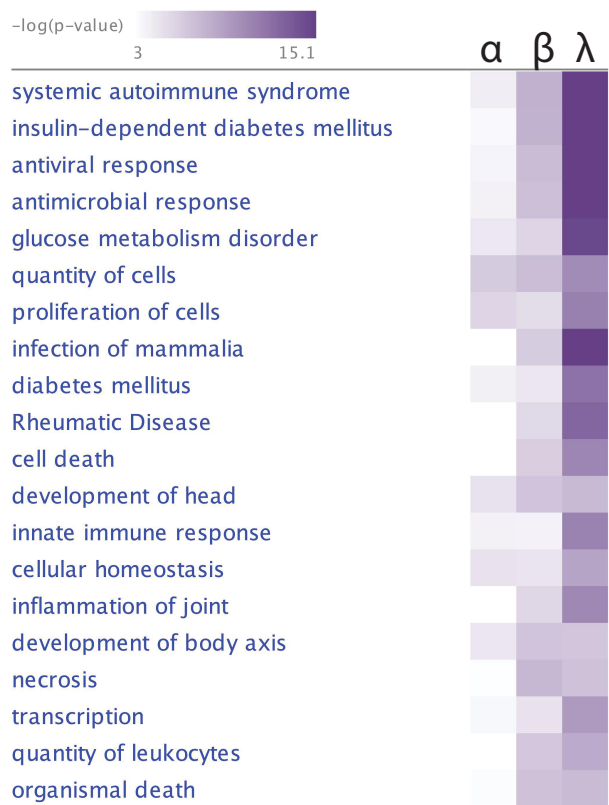 -log(p-value)
3 15.1
α β λ
systemic autoimmune syndrome
insulin-dependent diabetes mellitus
antiviral response
antimicrobial response
glucose metabolism disorder
quantity of cells
proliferation of cells
infection of mammalia
diabetes mellitus
Rheumatic Disease
cell death
development of head
innate immune response
cellular homeostasis
inflammation of joint
development of body axis
necrosis
transcription
quantity of leukocytes
organismal death